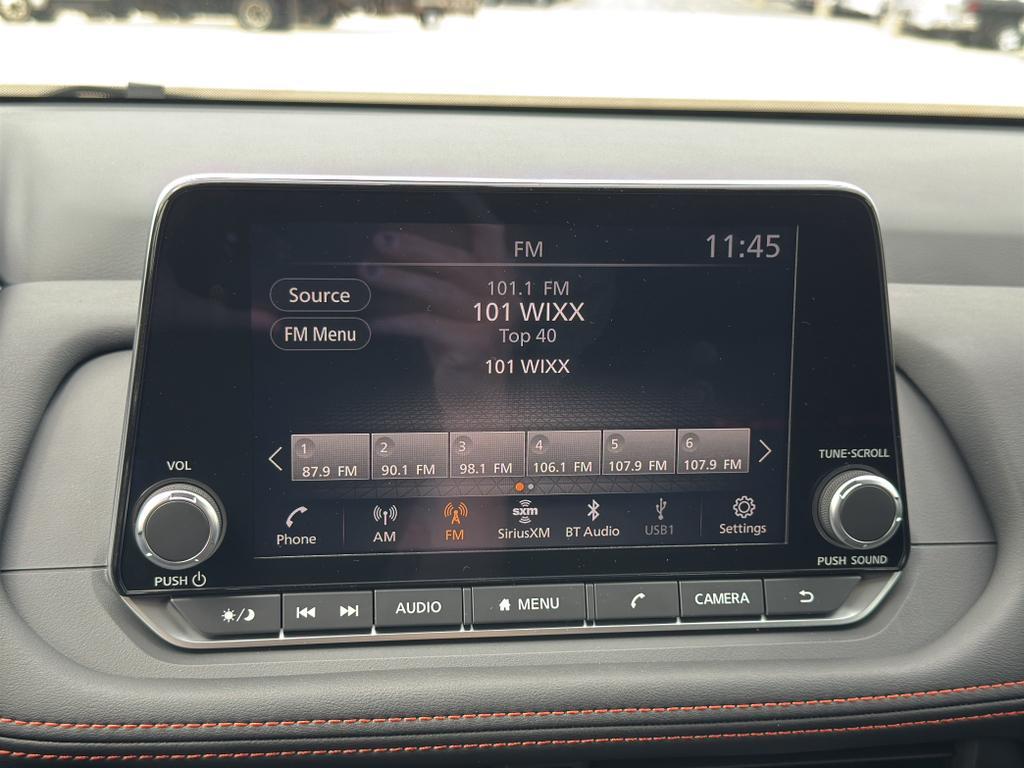 FM
11:45
Source
FM Menu
101.1 FM
101 WIXX
Top 40
101 WIXX
1
87.9 FM
2
90.1 FM
3
98.1 FM
4
106.1 FM
5
107.9 FM
6
107.9 FM
VOL
PUSH
TUNE·SCROLL
PUSH SOUND
Phone
AM
FM
sxm
SiriusXM
BT Audio
USB1
Settings
AUDIO
MENU
CAMERA